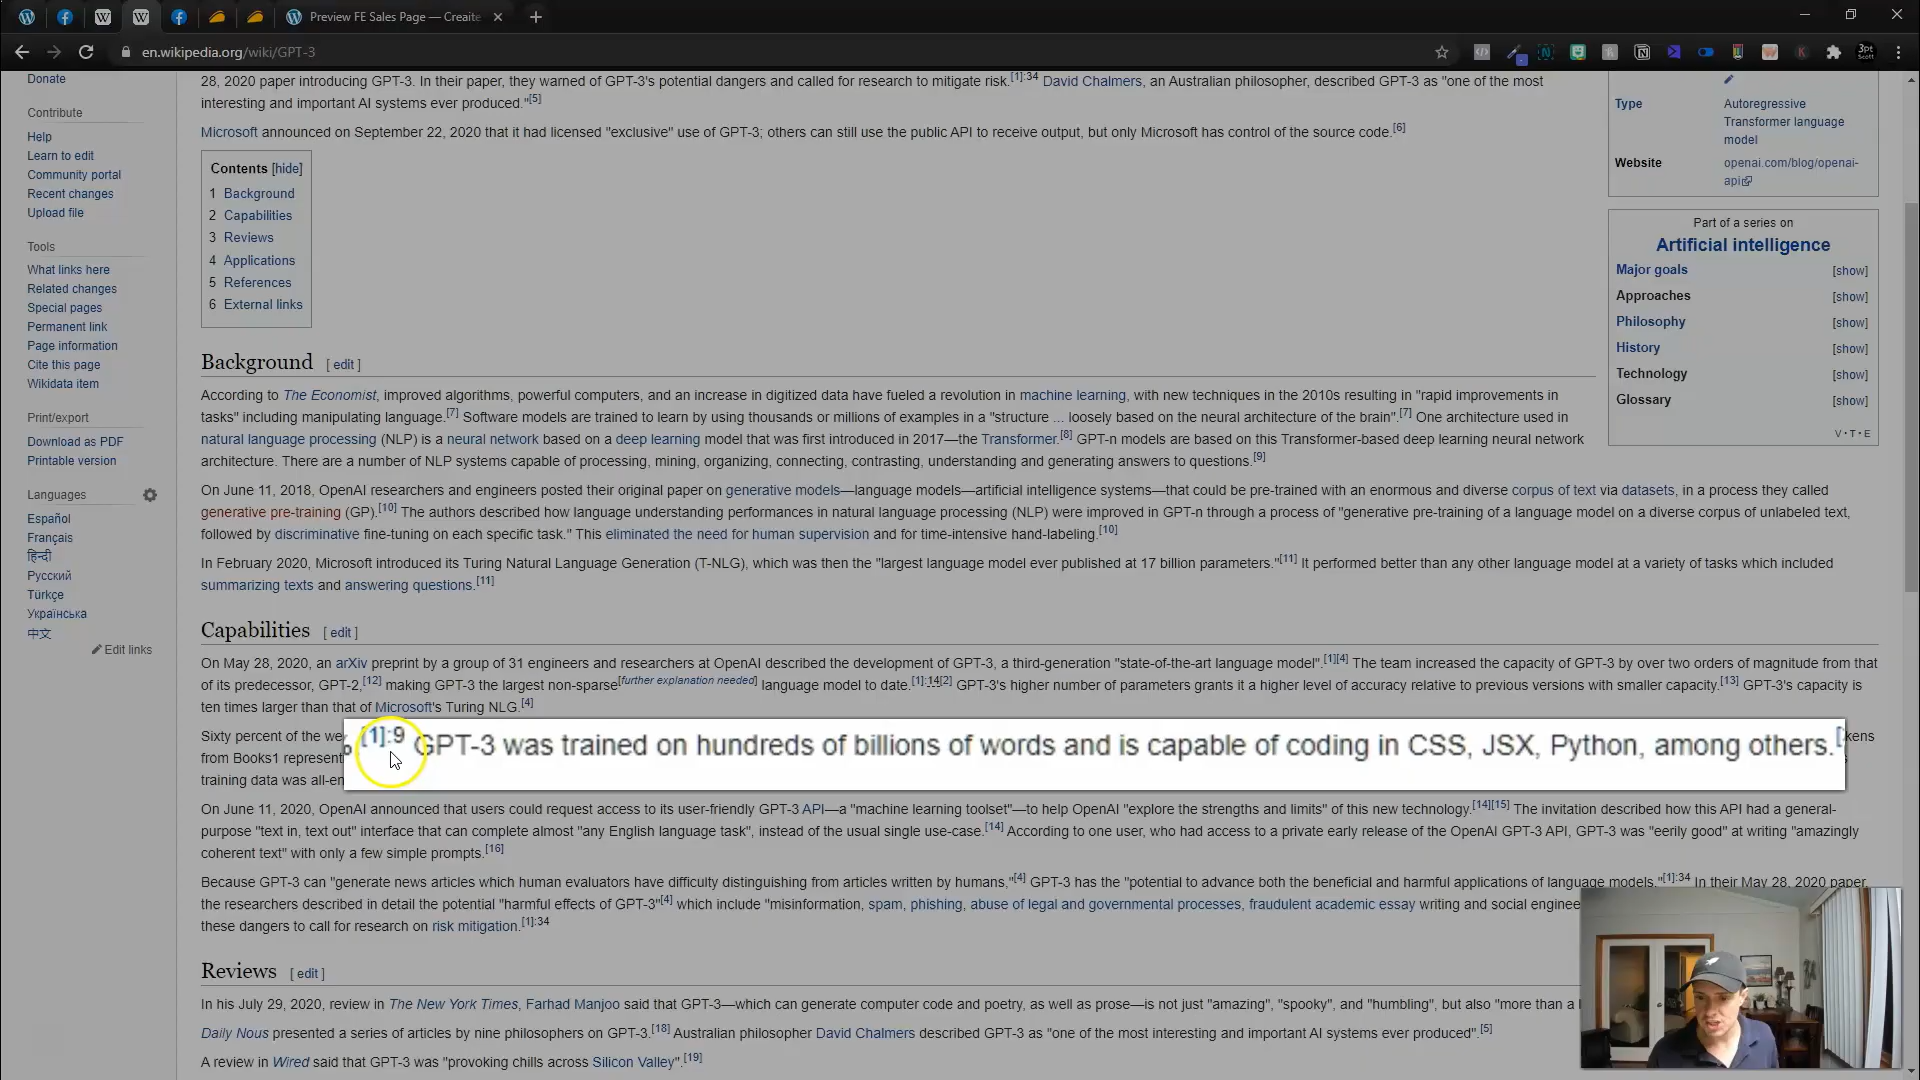 Preview FE Sales Page — Create
en.wikipedia.org/wiki/GPT-3
3pt
Scott
Donate
Contribute
Help
Learn to edit
Community portal
Recent changes
Upload file
Tools
What links here
Related changes
Special pages
Permanent link
Page information
Cite this page
Wikidata item
Print/export
Download as PDF
Printable version
Languages
Español
Français
हिन्दी
Русский
Türkçe
Українська
中文
Edit links
28, 2020 paper introducing GPT-3. In their paper, they warned of GPT-3's potential dangers and called for research to mitigate risk.[1]:34 David Chalmers, an Australian philosopher, described GPT-3 as "one of the most
interesting and important AI systems ever produced."[5]
Microsoft announced on September 22, 2020 that it had licensed "exclusive" use of GPT-3; others can still use the public API to receive output, but only Microsoft has control of the source code.[6]
Contents [hide]
1 Background
2 Capabilities
3 Reviews
4 Applications
5 References
6 External links
Type
Autoregressive
Transformer language
model
Website
openai.com/blog/openai-
api
Part of a series on
Artificial intelligence
Major goals [show]
Approaches [show]
Philosophy [show]
History [show]
Technology [show]
Glossary [show]
V·T·E
Background [ edit ]
According to The Economist, improved algorithms, powerful computers, and an increase in digitized data have fueled a revolution in machine learning, with new techniques in the 2010s resulting in "rapid improvements in
tasks" including manipulating language.[7] Software models are trained to learn by using thousands or millions of examples in a "structure ... loosely based on the neural architecture of the brain".[7] One architecture used in
natural language processing (NLP) is a neural network based on a deep learning model that was first introduced in 2017—the Transformer.[8] GPT-n models are based on this Transformer-based deep learning neural network
architecture. There are a number of NLP systems capable of processing, mining, organizing, connecting, contrasting, understanding and generating answers to questions.[9]
On June 11, 2018, OpenAI researchers and engineers posted their original paper on generative models—language models—artificial intelligence systems—that could be pre-trained with an enormous and diverse corpus of text via datasets, in a process they called
generative pre-training (GP).[10] The authors described how language understanding performances in natural language processing (NLP) were improved in GPT-n through a process of "generative pre-training of a language model on a diverse corpus of unlabeled text,
followed by discriminative fine-tuning on each specific task." This eliminated the need for human supervision and for time-intensive hand-labeling.[10]
In February 2020, Microsoft introduced its Turing Natural Language Generation (T-NLG), which was then the "largest language model ever published at 17 billion parameters."[11] It performed better than any other language model at a variety of tasks which included
summarizing texts and answering questions.[11]
Capabilities [ edit ]
On May 28, 2020, an arXiv preprint by a group of 31 engineers and researchers at OpenAI described the development of GPT-3, a third-generation "state-of-the-art language model".[1][4] The team increased the capacity of GPT-3 by over two orders of magnitude from that
of its predecessor, GPT-2,[12] making GPT-3 the largest non-sparse[further explanation needed] language model to date.[1]:14[2] GPT-3's higher number of parameters grants it a higher level of accuracy relative to previous versions with smaller capacity.[13] GPT-3's capacity is
ten times larger than that of Microsoft's Turing NLG.[4]
Sixty percent of the we kens
from Books1 represent
training data was all-en
[1]:9 GPT-3 was trained on hundreds of billions of words and is capable of coding in CSS, JSX, Python, among others.[
On June 11, 2020, OpenAI announced that users could request access to its user-friendly GPT-3 API—a "machine learning toolset"—to help OpenAI "explore the strengths and limits" of this new technology.[14][15] The invitation described how this API had a general-
purpose "text in, text out" interface that can complete almost "any English language task", instead of the usual single use-case.[14] According to one user, who had access to a private early release of the OpenAI GPT-3 API, GPT-3 was "eerily good" at writing "amazingly
coherent text" with only a few simple prompts.[16]
Because GPT-3 can "generate news articles which human evaluators have difficulty distinguishing from articles written by humans,"[4] GPT-3 has the "potential to advance both the beneficial and harmful applications of language models."[1]:34 In their May 28, 2020 paper,
the researchers described in detail the potential "harmful effects of GPT-3"[4] which include "misinformation, spam, phishing, abuse of legal and governmental processes, fraudulent academic essay writing and social enginee
these dangers to call for research on risk mitigation.[1]:34
Reviews [ edit ]
In his July 29, 2020, review in The New York Times, Farhad Manjoo said that GPT-3—which can generate computer code and poetry, as well as prose—is not just "amazing", "spooky", and "humbling", but also "more than a l
Daily Nous presented a series of articles by nine philosophers on GPT-3.[18] Australian philosopher David Chalmers described GPT-3 as "one of the most interesting and important AI systems ever produced".[5]
A review in Wired said that GPT-3 was "provoking chills across Silicon Valley".[19]